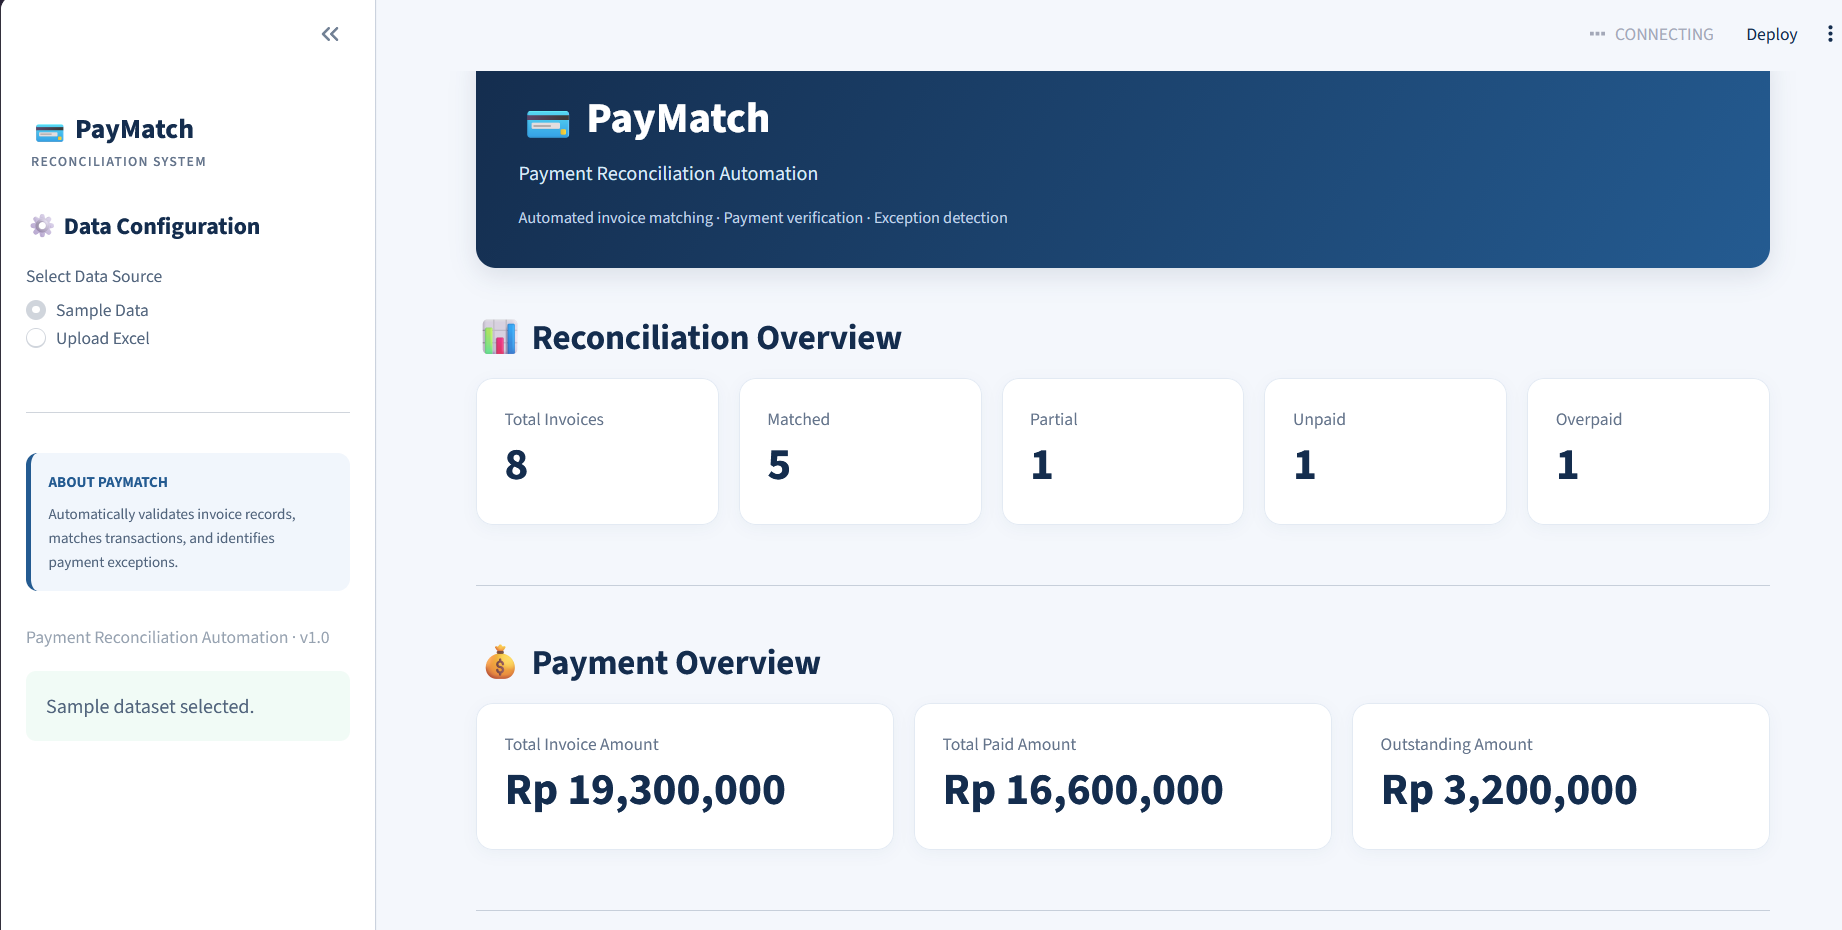 CONNECTING
Deploy
PayMatch
RECONCILIATION SYSTEM
Data Configuration
Select Data Source
Sample Data
Upload Excel
ABOUT PAYMATCH
Automatically validates invoice records,
matches transactions, and identifies
payment exceptions.
Payment Reconciliation Automation · v1.0
Sample dataset selected.
PayMatch
Payment Reconciliation Automation
Automated invoice matching · Payment verification · Exception detection
Reconciliation Overview
Total Invoices
8
Matched
5
Partial
1
Unpaid
1
Overpaid
1
Payment Overview
Total Invoice Amount
Rp 19,300,000
Total Paid Amount
Rp 16,600,000
Outstanding Amount
Rp 3,200,000